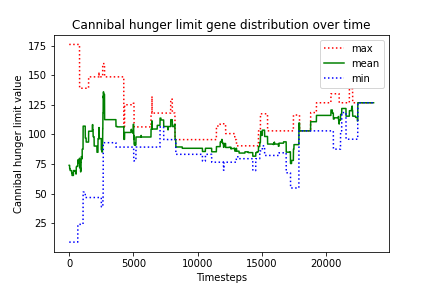 Cannibal hunger limit gene distribution over time
Cannibal hunger limit value
175
150
125
100
75
50
25
max
mean
min
0
5000
10000
15000
20000
Timesteps